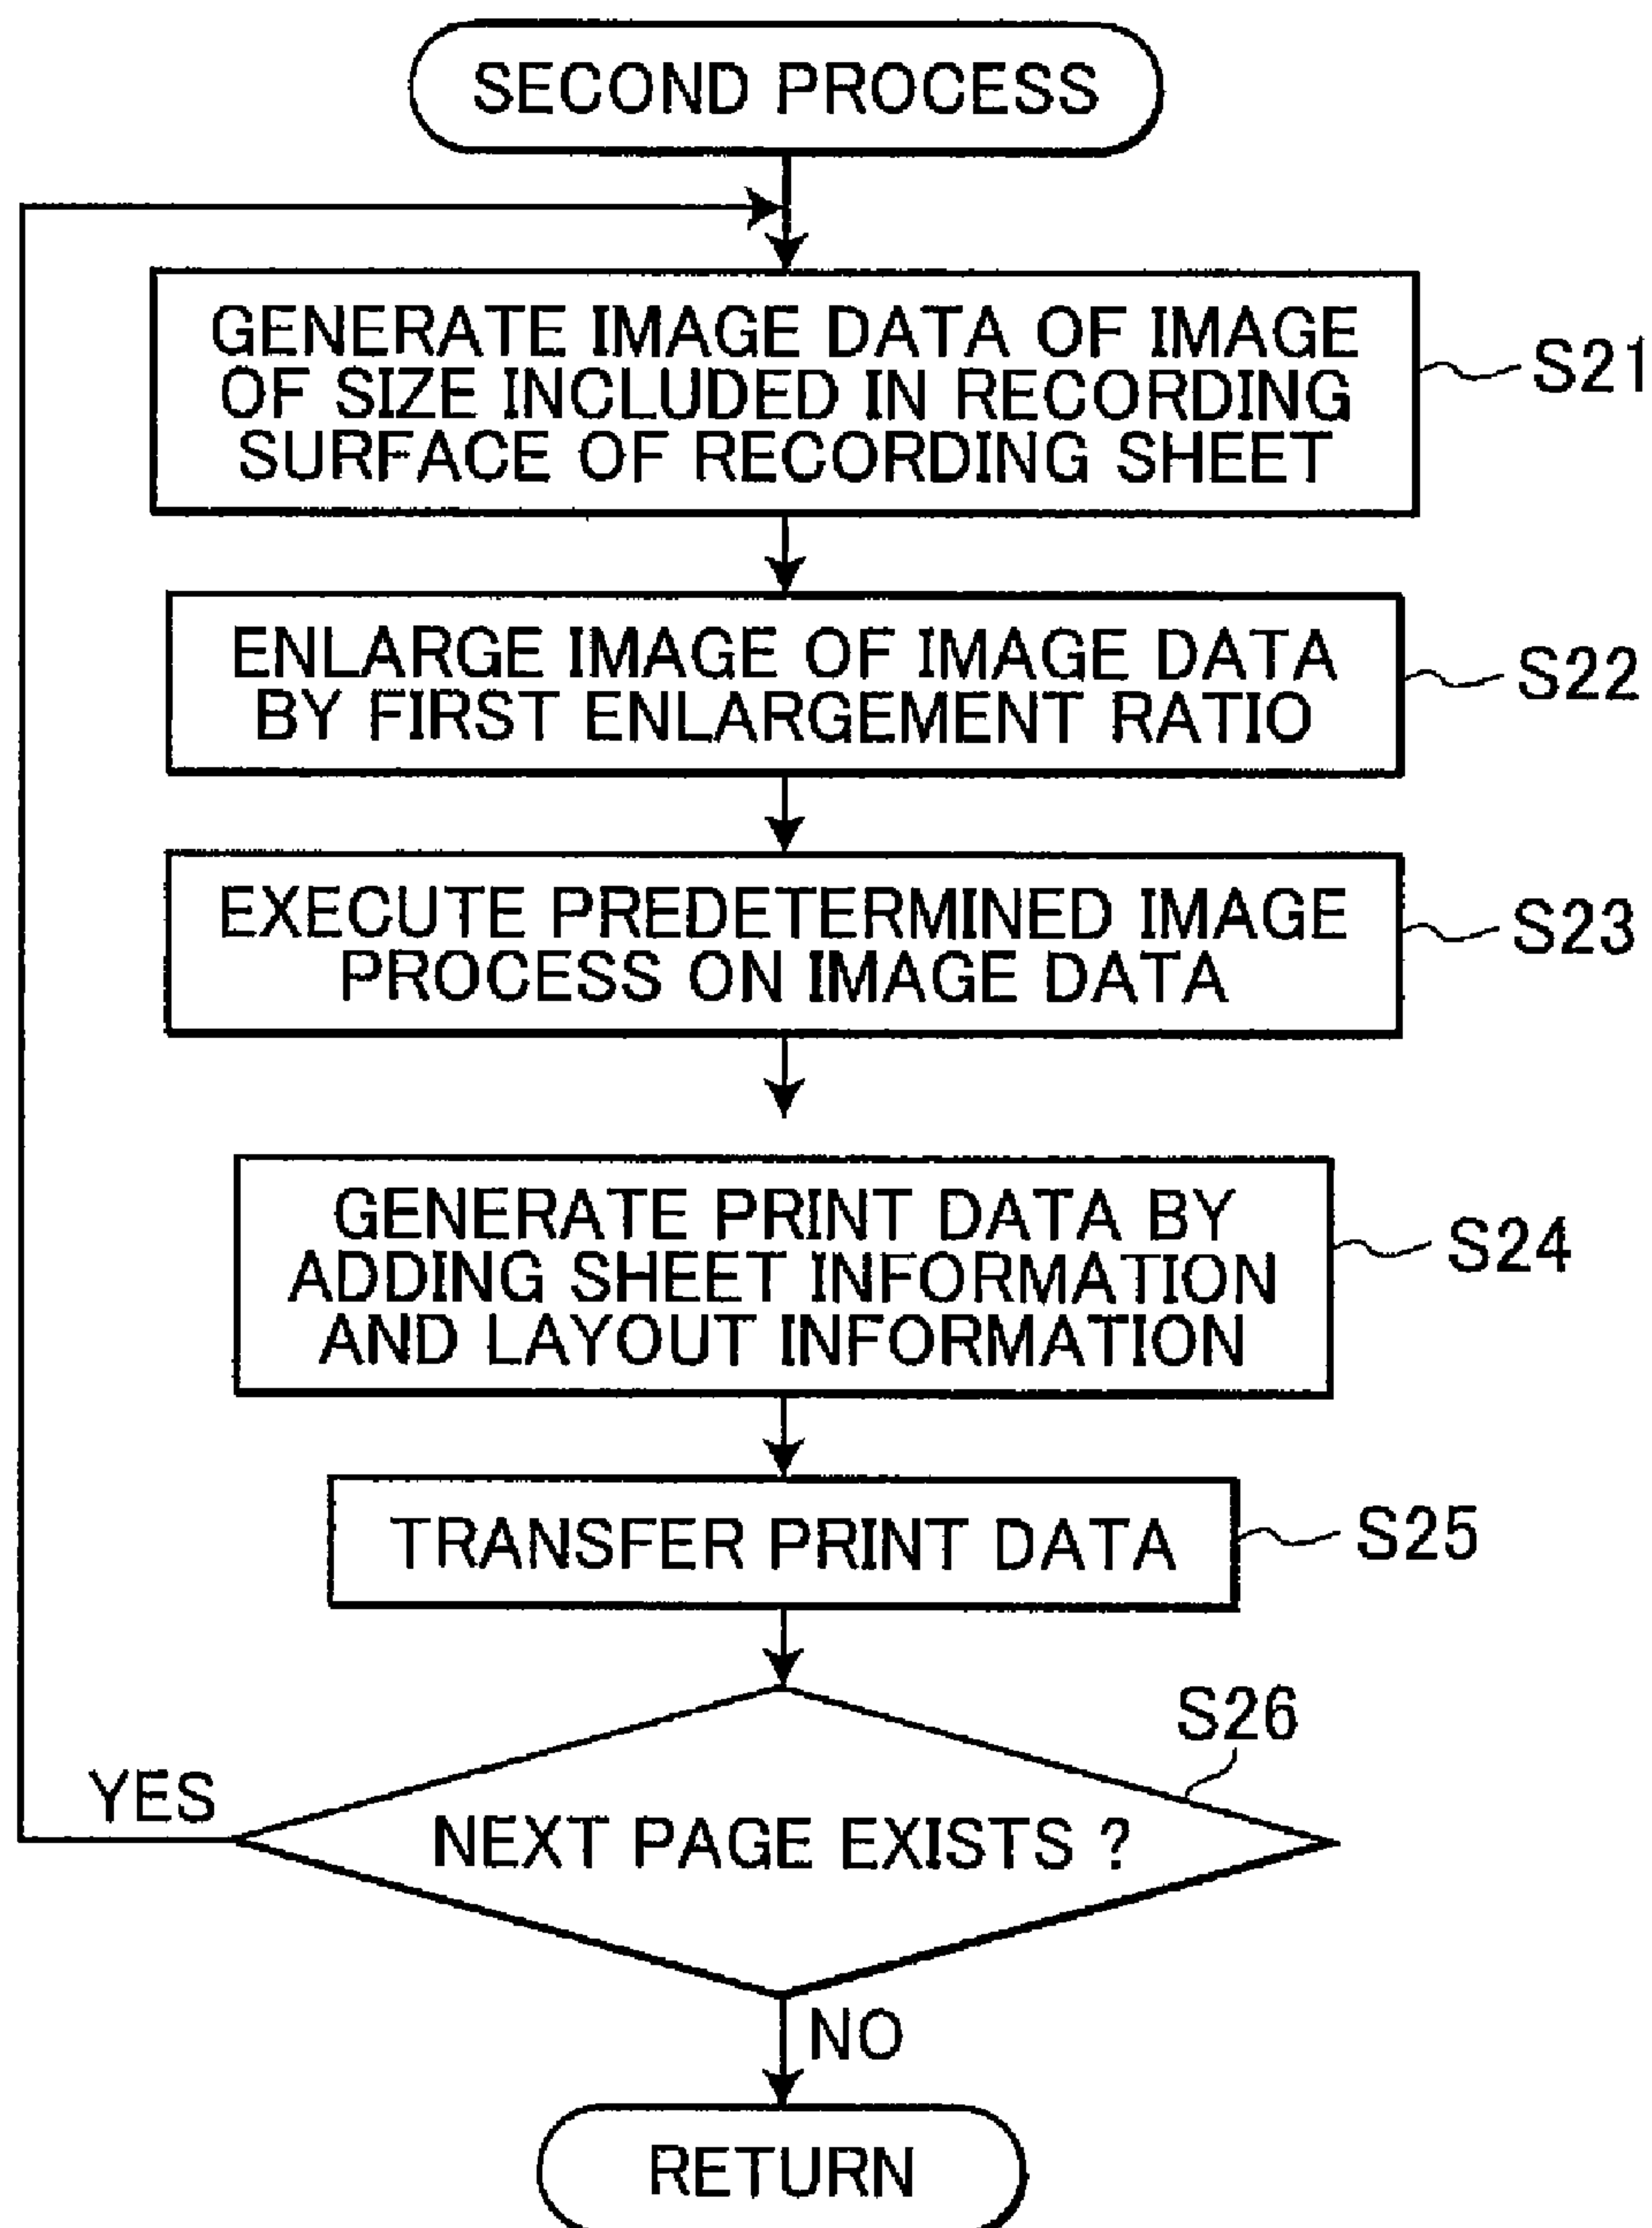 SECOND PROCESS
GENERATE IMAGE DATA OF IMAGE
OF SIZE INCLUDED IN RECORDING
SURFACE OF RECORDING SHEET
S21
ENLARGE IMAGE OF IMAGE DATA
BY FIRST ENLARGEMENT RATIO
S22
EXECUTE PREDETERMINED IMAGE
PROCESS ON IMAGE DATA
S23
GENERATE PRINT DATA BY
ADDING SHEET INFORMATION
AND LAYOUT INFORMATION
S24
TRANSFER PRINT DATA
S25
S26
YES
NEXT PAGE EXISTS ?
NO
RETURN